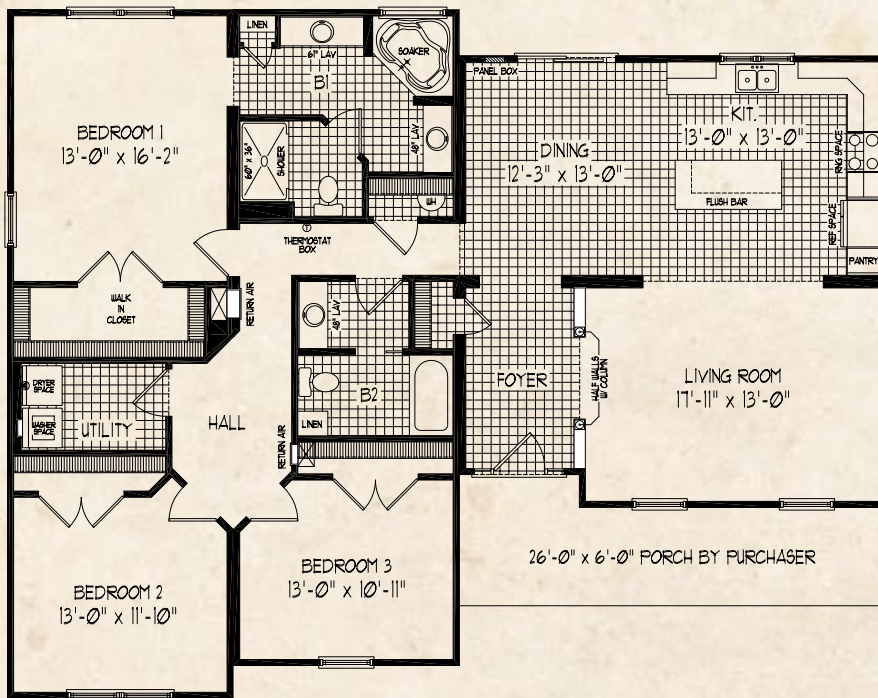 LINEN
61" LAV
SOAKER
B1
BEDROOM 1
13'-0" x 16'-2"
60" x 36"
SHOWER
48" LAV
WH
THERMOSTAT
BOX
PANEL BOX
DINING
12'-3" x 13'-0"
KIT.
13'-0" x 13'-0"
FLUSH BAR
RNG SPACE
REF SPACE
PANTRY
WALK
IN
CLOSET
RETURN AIR
48" LAV
B2
LINEN
FOYER
HALF WALLS
W/ COLUMN
LIVING ROOM
17'-11" x 13'-0"
DRYER
SPACE
WASHER
SPACE
UTILITY
HALL
RETURN AIR
BEDROOM 2
13'-0" x 11'-10"
BEDROOM 3
13'-0" x 10'-11"
26'-0" x 6'-0" PORCH BY PURCHASER